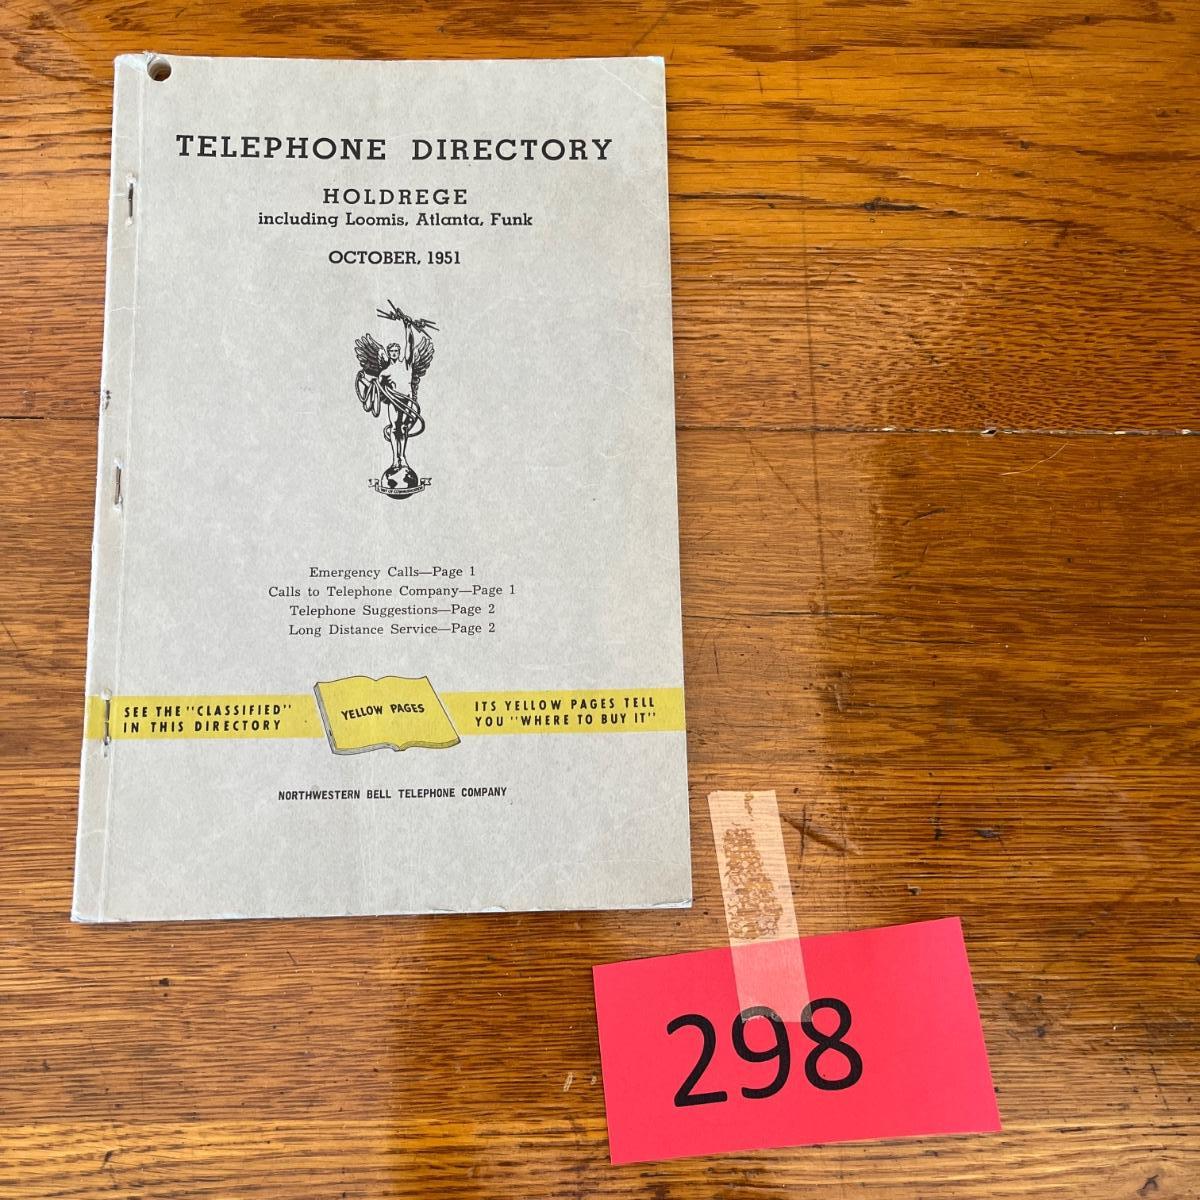 TELEPHONE DIRECTORY
HOLDREGE
including Loomis, Atlanta, Funk
OCTOBER, 1951
Emergency Calls—Page 1
Calls to Telephone Company—Page 1
Telephone Suggestions—Page 2
Long Distance Service—Page 2
SEE THE "CLASSIFIED"
IN THIS DIRECTORY
YELLOW PAGES
ITS YELLOW PAGES TELL
YOU "WHERE TO BUY IT"
NORTHWESTERN BELL TELEPHONE COMPANY
298